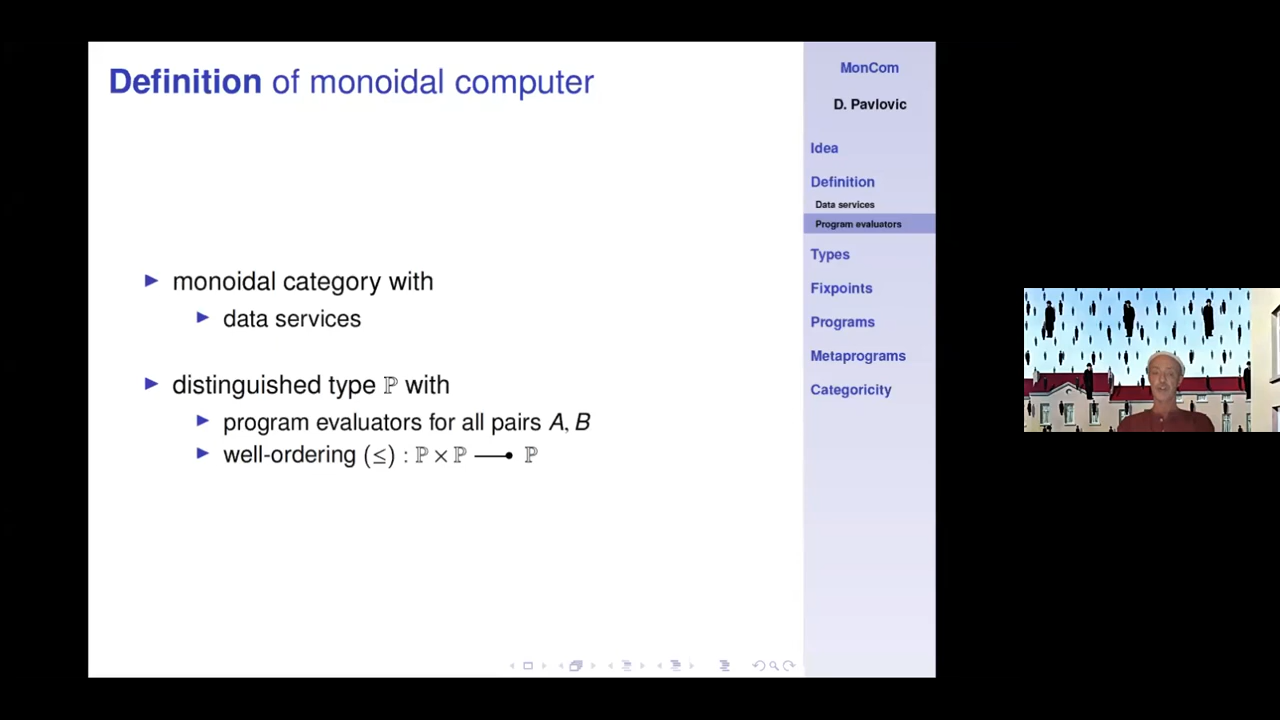 Definition of monoidal computer
▶ monoidal category with
▶ data services
▶ distinguished type ℙ with
▶ program evaluators for all pairs A, B
▶ well-ordering (≤) : ℙ × ℙ —• ℙ
MonCom
D. Pavlovic
Idea
Definition
Data services
Program evaluators
Types
Fixpoints
Programs
Metaprograms
Categoricity